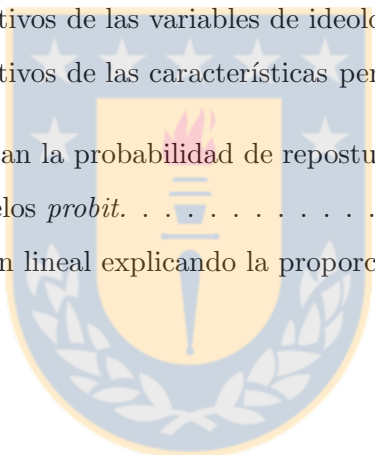 tivos de las variables de ideolo
tivos de las características per
an la probabilidad de repostu
los probit. . . . . . . . . . . .
n lineal explicando la proporc